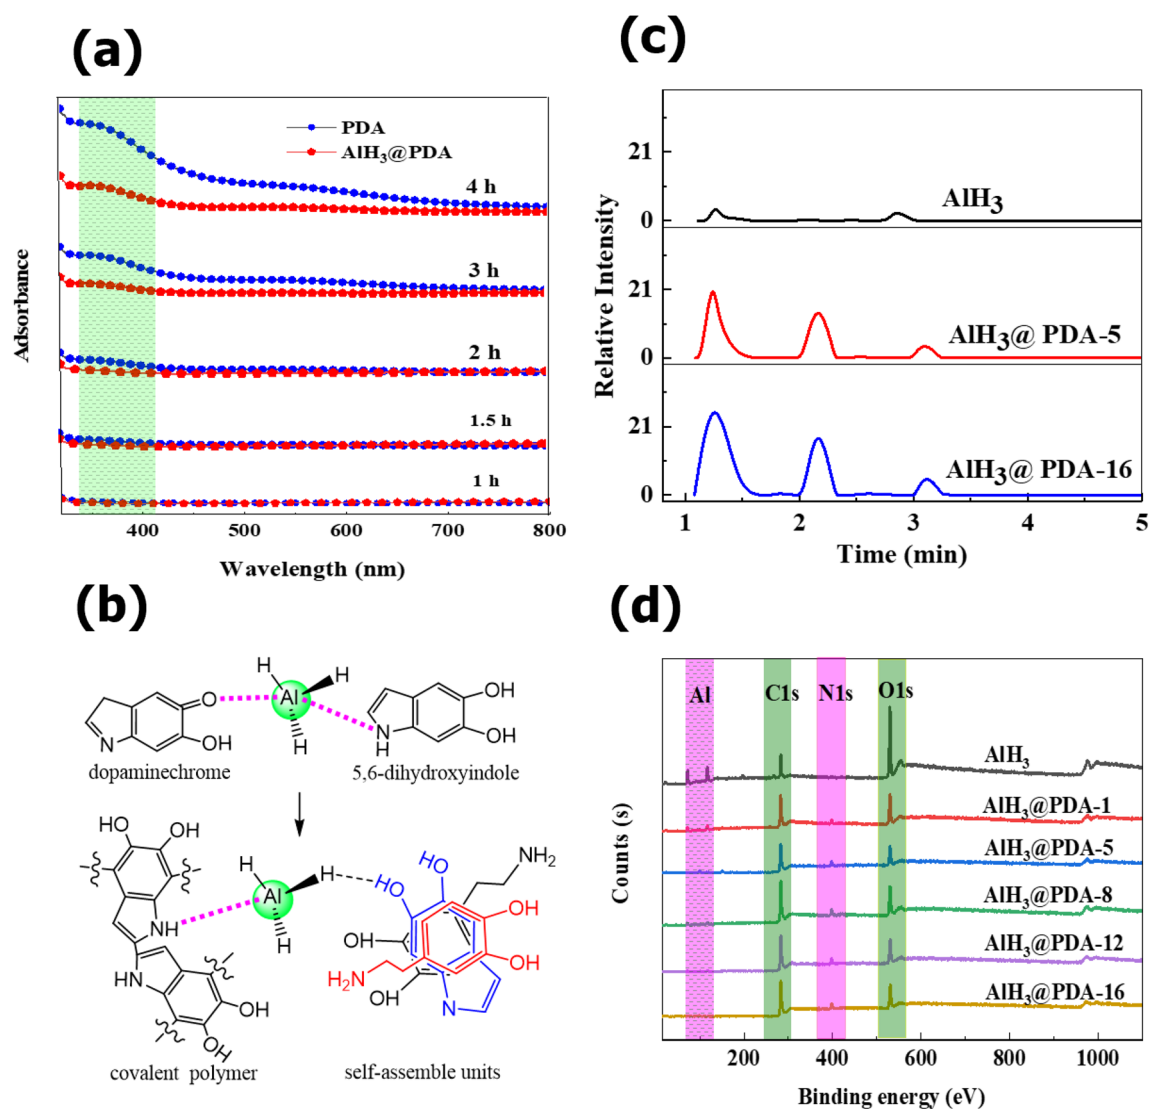 (a)
PDA
AlH3@PDA
4 h
3 h
2 h
1.5 h
1 h
Adsorbance
400
500
600
700
800
Wavelength (nm)
(c)
AlH3
AlH3@ PDA-5
AlH3@ PDA-16
21
0
21
0
21
0
Relative Intensity
1
2
3
4
5
Time (min)
(b)
H
H
Al
H
O
OH
N
dopaminechrome
OH
OH
N
H
5,6-dihydroxyindole
OH
HO
NH
HN
OH
OH
covalent polymer
H
H
Al
H
HO
HO
NH2
OH
OH
OH
OH
H2N
N
self-assemble units
(d)
Al
C1s
N1s
O1s
AlH3
AlH3@PDA-1
AlH3@PDA-5
AlH3@PDA-8
AlH3@PDA-12
AlH3@PDA-16
Counts (s)
200
400
600
800
1000
Binding energy (eV)